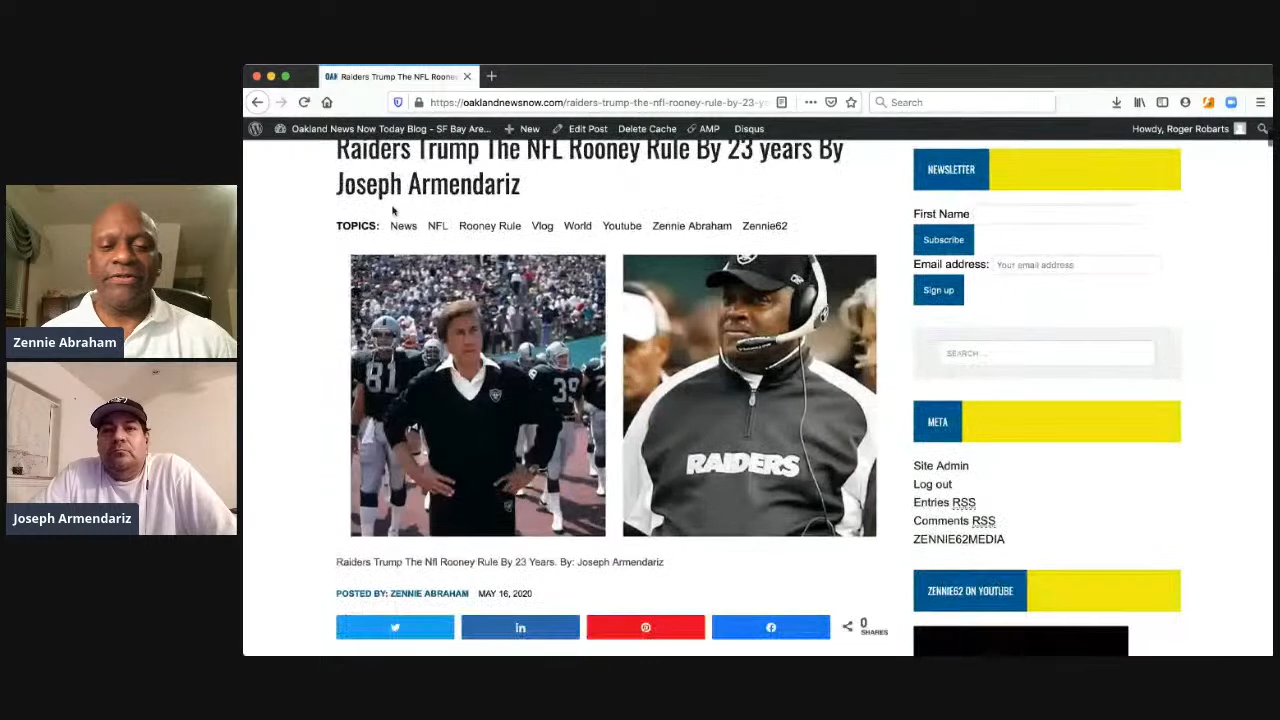 Raiders Trump The NFL Rooney
https://oaklandnewsnow.com/raiders-trump-the-nfl-rooney-rule-by-23-ye
Search
Oakland News Now Today Blog - SF Bay Are...
New
Edit Post
Delete Cache
AMP
Disqus
Howdy, Roger Robarts
Raiders Trump The NFL Rooney Rule By 23 years By
Joseph Armendariz
TOPICS: News NFL Rooney Rule Vlog World Youtube Zennie Abraham Zennie62
81
39
RAIDERS
Raiders Trump The Nfl Rooney Rule By 23 Years. By: Joseph Armendariz
POSTED BY: ZENNIE ABRAHAM MAY 16, 2020
0
SHARES
NEWSLETTER
First Name
Subscribe
Email address: Your email address
Sign up
SEARCH ...
META
Site Admin
Log out
Entries RSS
Comments RSS
ZENNIE62MEDIA
ZENNIE62 ON YOUTUBE
Zennie Abraham
Joseph Armendariz